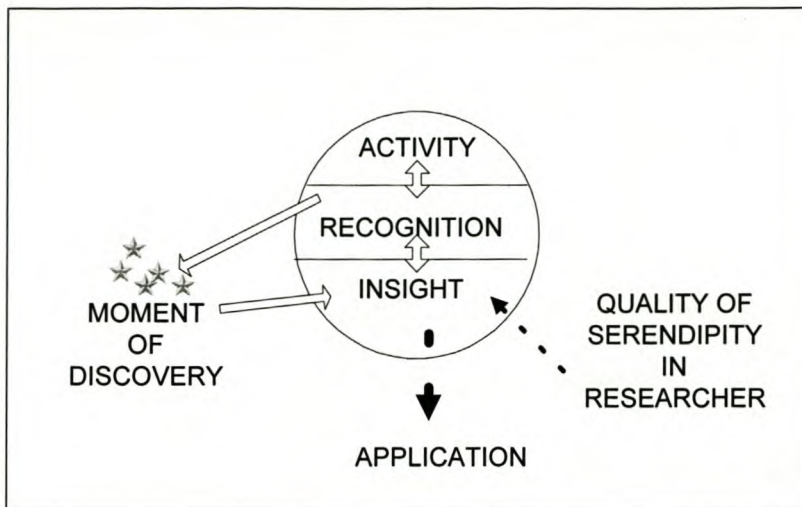 ACTIVITY
RECOGNITION
INSIGHT
MOMENT
OF
DISCOVERY
QUALITY OF
SERENDIPITY
IN
RESEARCHER
APPLICATION